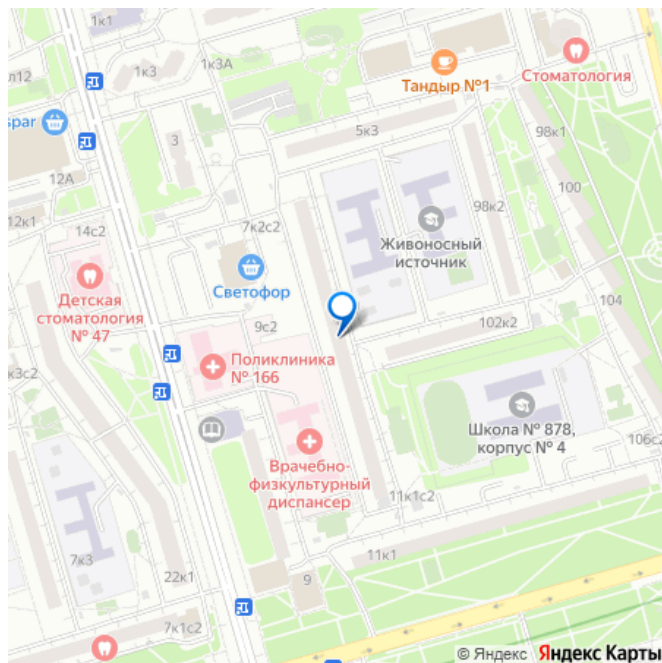 1к1
1к3А
1к3
л12
Тандыр №1
Стоматология
spar
5к3
98к1
3
12А
100
98к2
12к1
14с2
7к2с2
Живоносный
источник
Светофор
Детская
стоматология
№ 47
104
102к2
9с2
Поликлиника
№ 166
к3с2
Школа № 878,
корпус № 4
106с2
Врачебно-
физкультурный
диспансер
11к1с2
11к1
7к3
22к1
9
7к1с2
© Яндекс Яндекс Карты